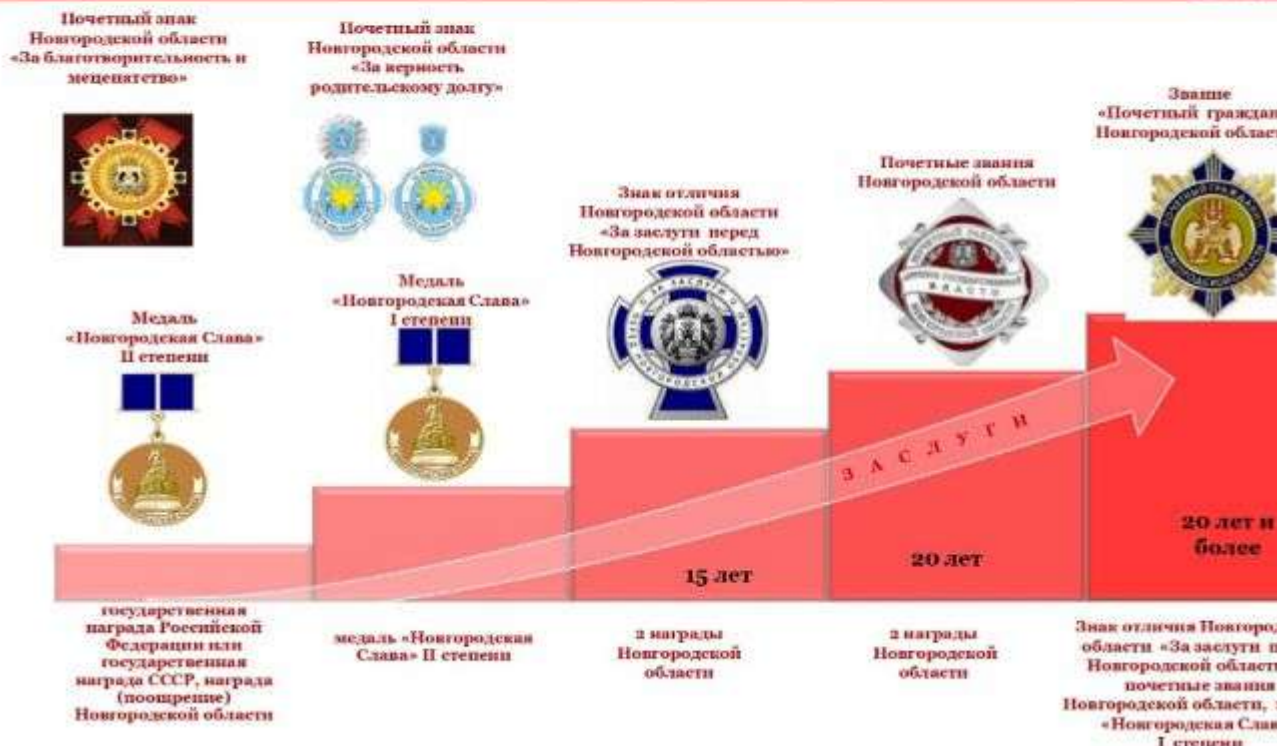 Почетный знак
Новгородской области
«За благотворительность и
меценатство»
Почетный знак
Новгородской области
«За верность
родительскому долгу»
Звание
«Почетный граждан
Новгородской област
Почетные звания
Новгородской области
Знак отличия
Новгородской области
«За заслуги перед
Новгородской областью»
Медаль
«Новгородская Слава»
I степени
Медаль
«Новгородская Слава»
II степени
ЗАСЛУГИ
15 лет
20 лет
20 лет и
более
государственная
награда Российской
Федерации или
государственная
награда СССР, награда
(поощрение)
Новгородской области
медаль «Новгородская
Слава» II степени
2 награды
Новгородской
области
2 награды
Новгородской
области
Знак отличия Новгород
области «За заслуги п
Новгородской област
почетные звания
Новгородской области,
«Новгородская Слав
I степени